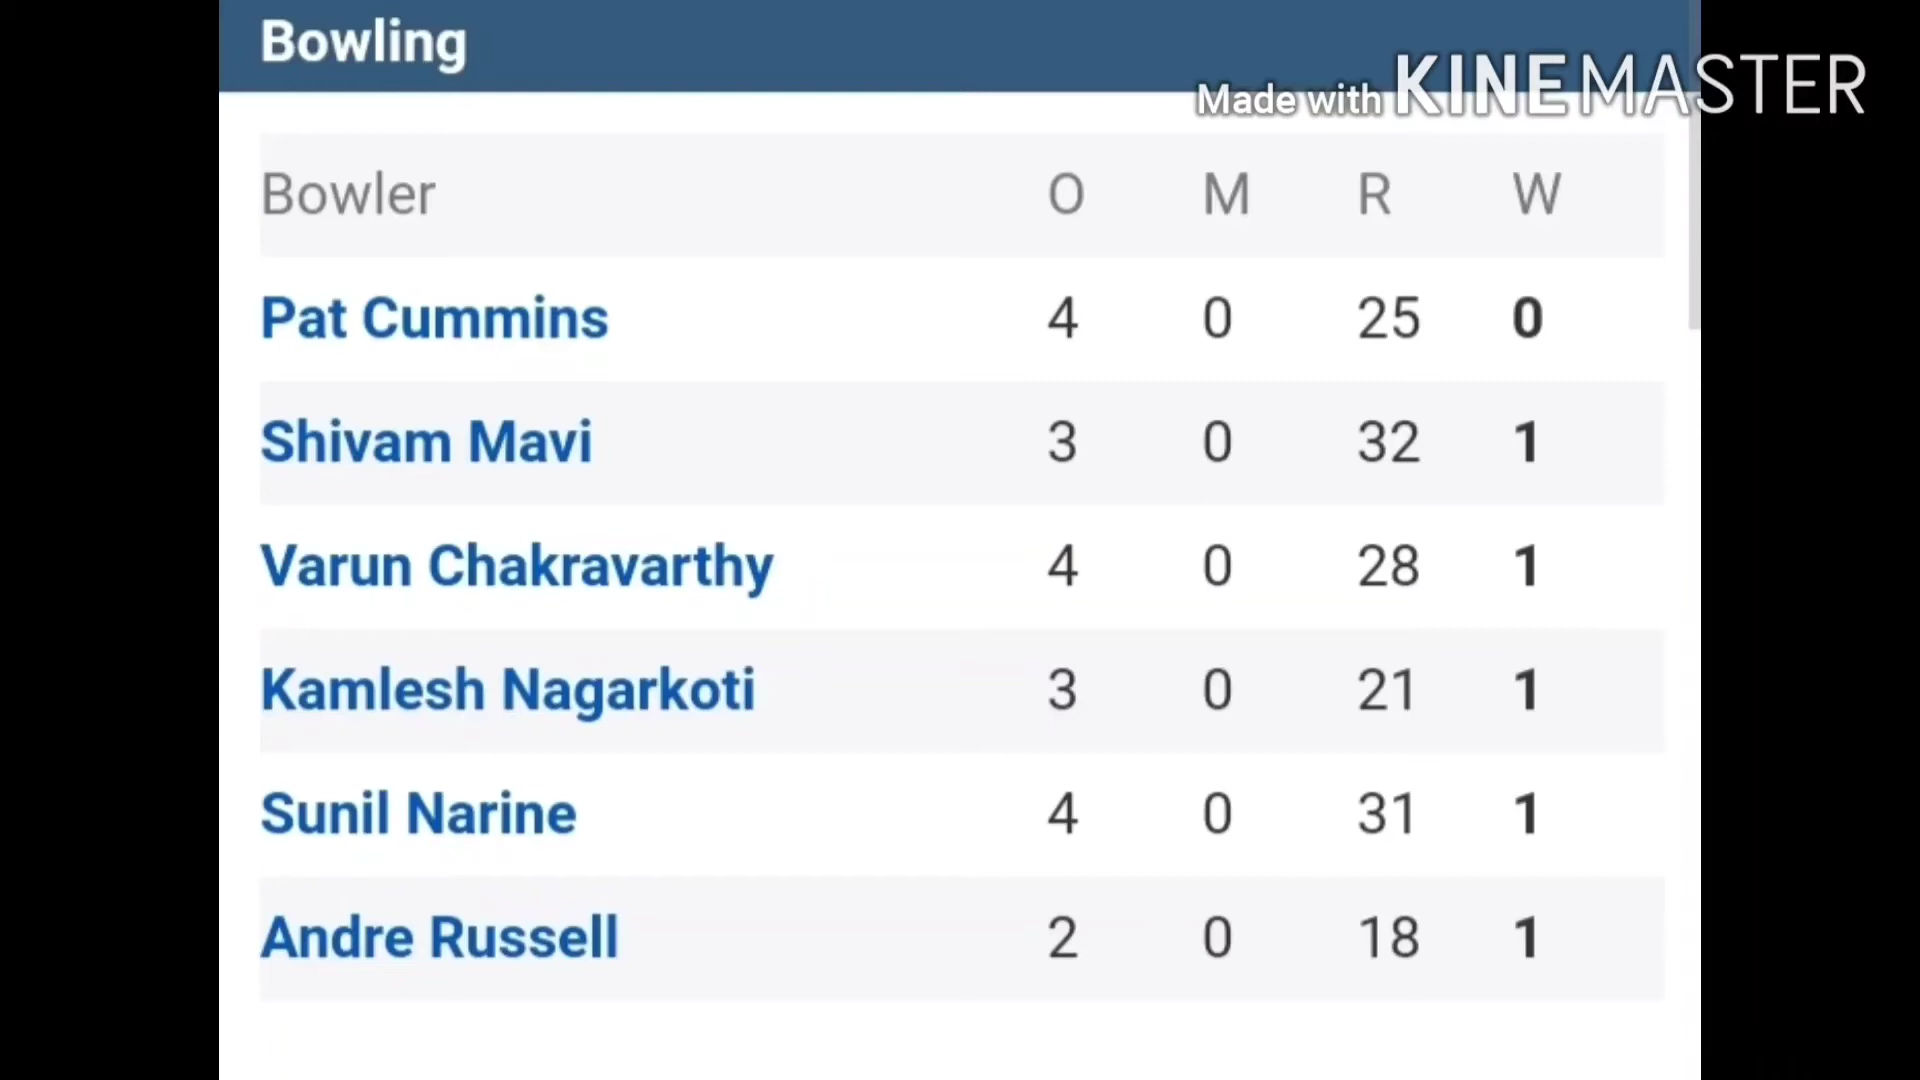 Bowling
Made with KINEMASTER
Bowler O M R W
Pat Cummins 4 0 25 0
Shivam Mavi 3 0 32 1
Varun Chakravarthy 4 0 28 1
Kamlesh Nagarkoti 3 0 21 1
Sunil Narine 4 0 31 1
Andre Russell 2 0 18 1